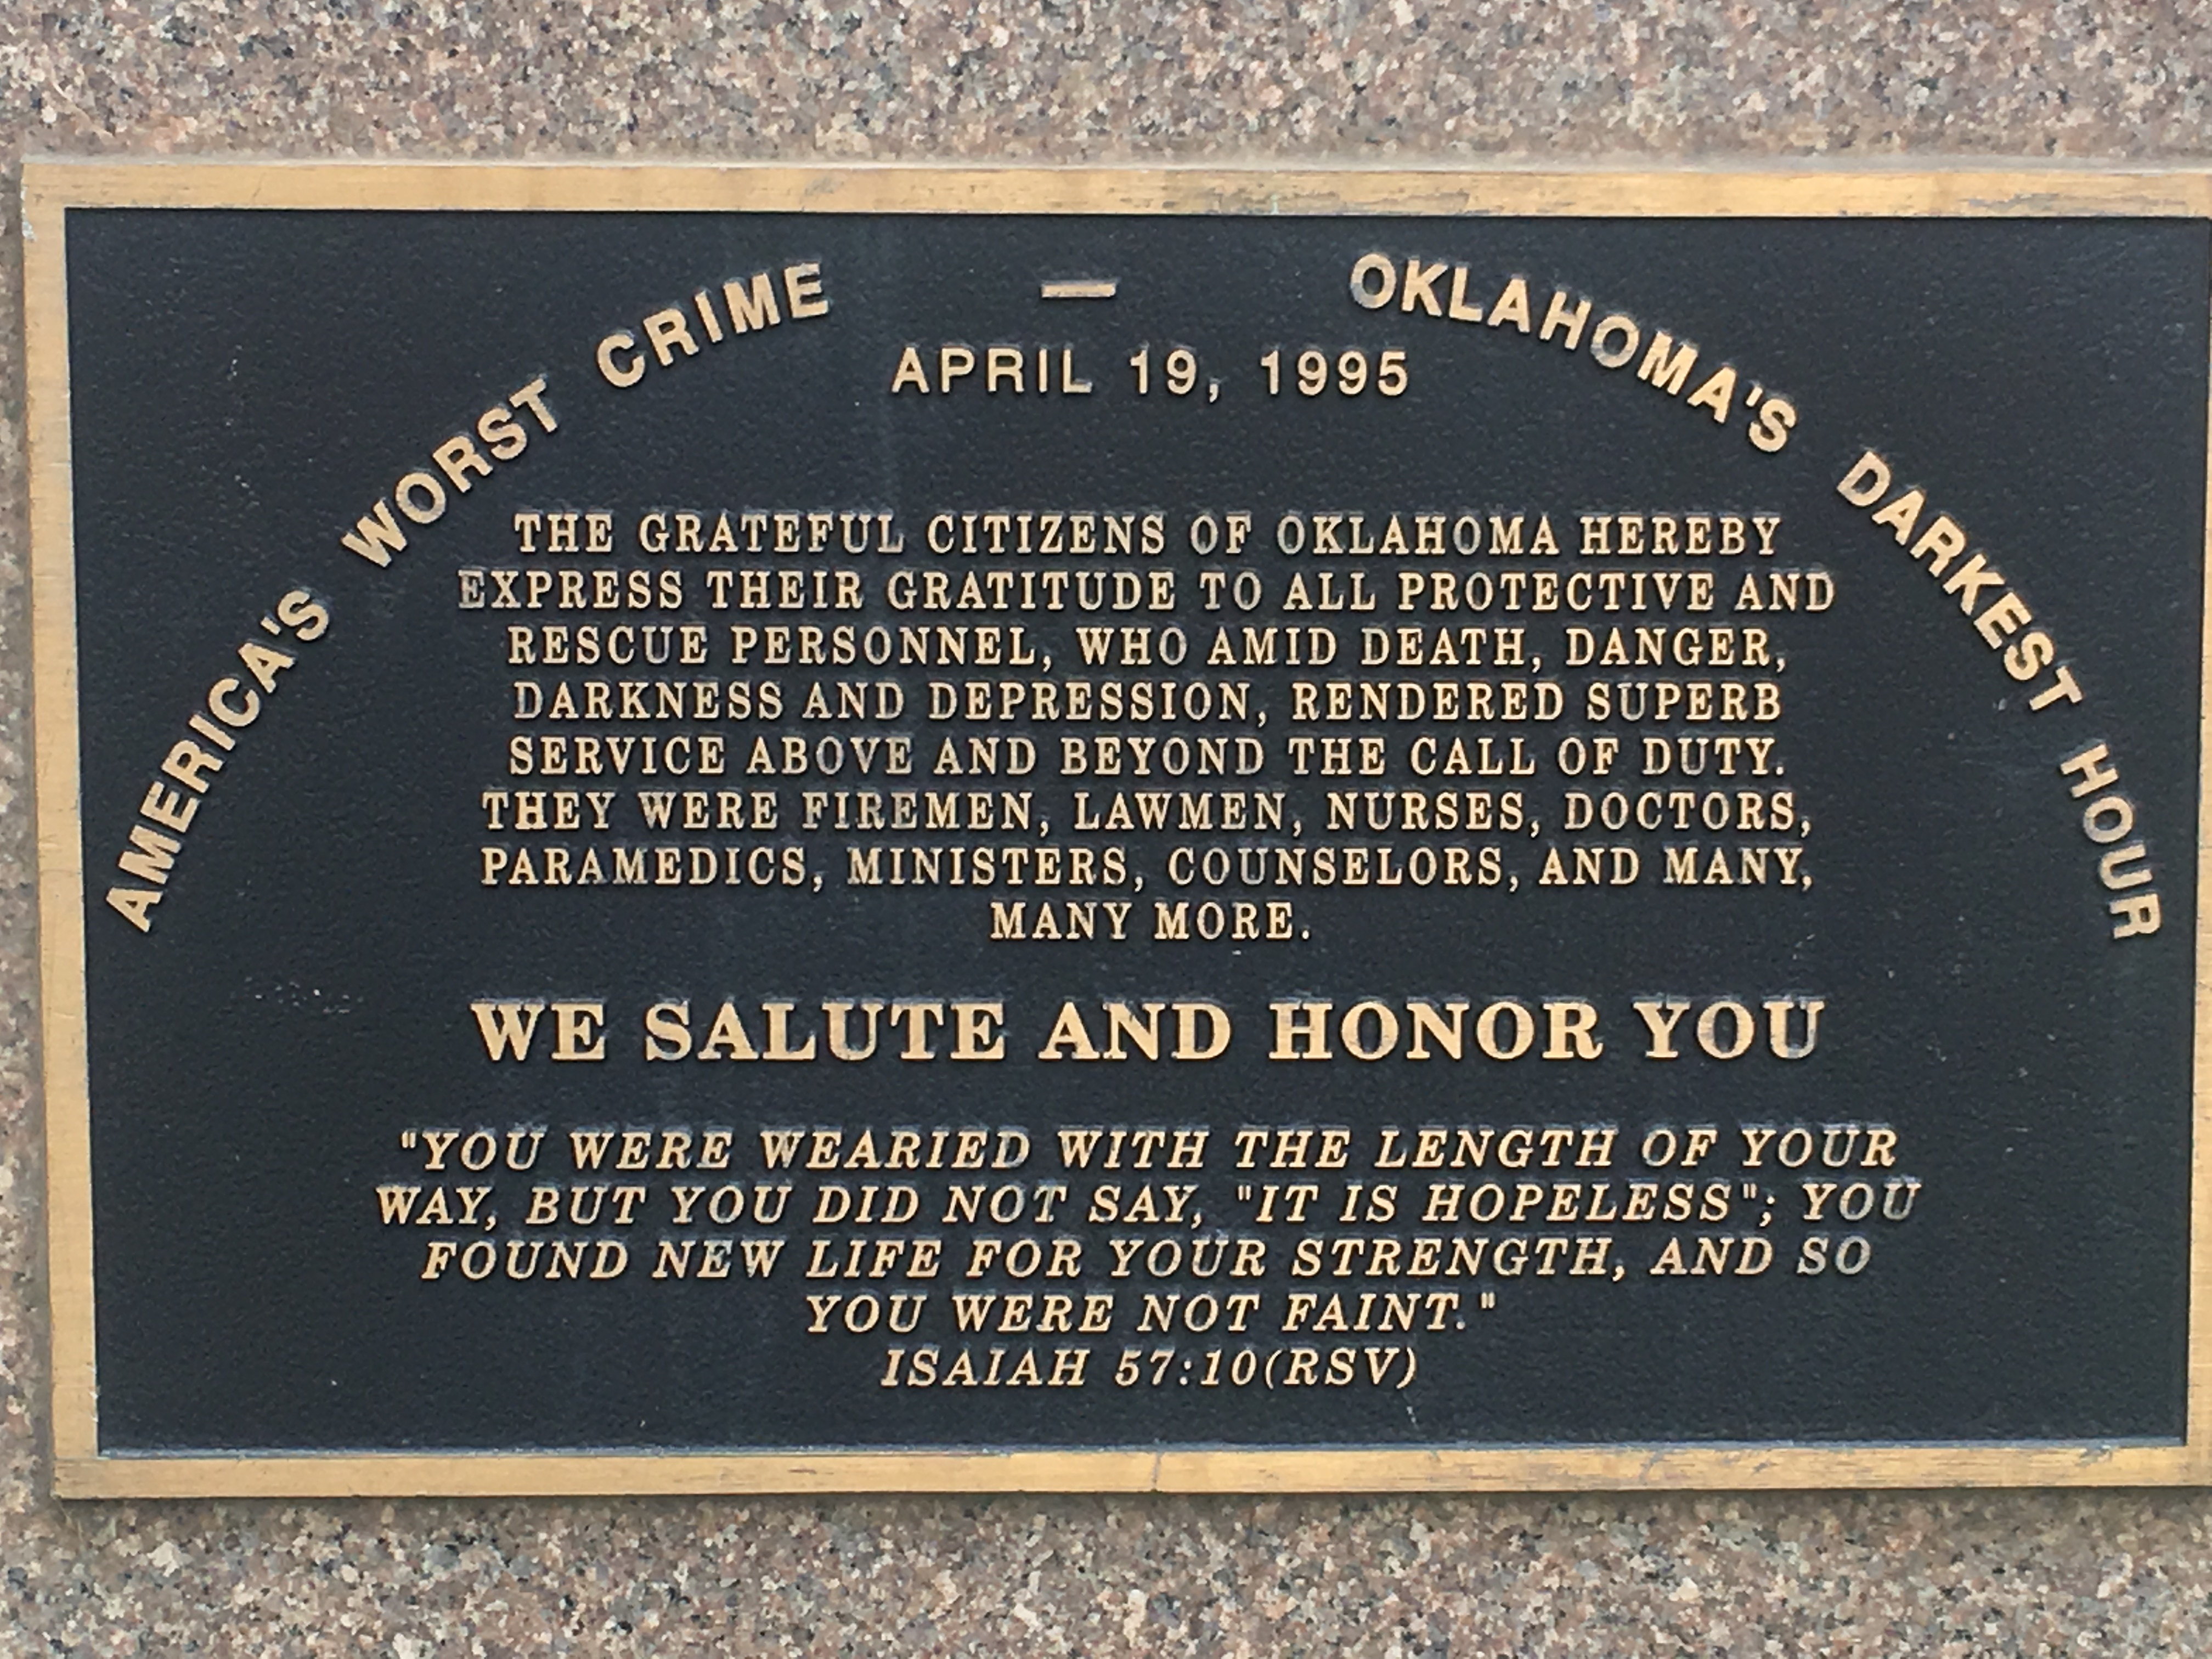 AMERICA'S WORST CRIME — OKLAHOMA'S DARKEST HOUR
APRIL 19, 1995
THE GRATEFUL CITIZENS OF OKLAHOMA HEREBY
EXPRESS THEIR GRATITUDE TO ALL PROTECTIVE AND
RESCUE PERSONNEL, WHO AMID DEATH, DANGER,
DARKNESS AND DEPRESSION, RENDERED SUPERB
SERVICE ABOVE AND BEYOND THE CALL OF DUTY.
THEY WERE FIREMEN, LAWMEN, NURSES, DOCTORS,
PARAMEDICS, MINISTERS, COUNSELORS, AND MANY,
MANY MORE.
WE SALUTE AND HONOR YOU
"YOU WERE WEARIED WITH THE LENGTH OF YOUR
WAY, BUT YOU DID NOT SAY, "IT IS HOPELESS"; YOU
FOUND NEW LIFE FOR YOUR STRENGTH, AND SO
YOU WERE NOT FAINT."
ISAIAH 57:10(RSV)